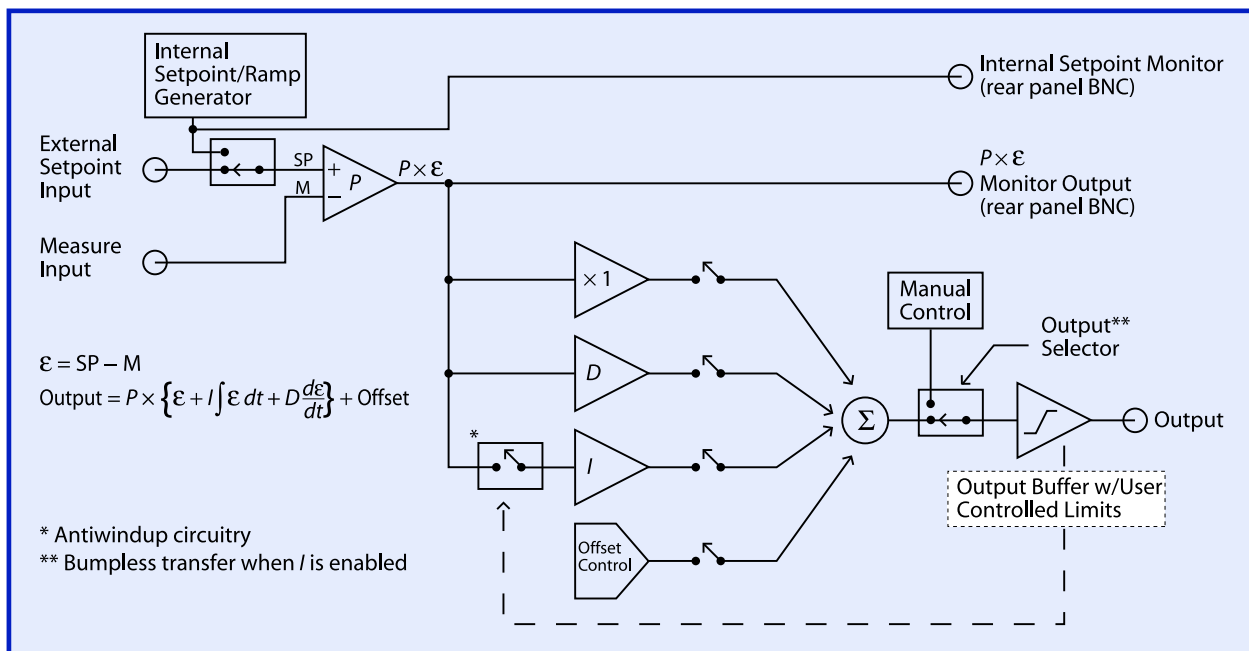 Internal
Setpoint/Ramp
Generator
Internal Setpoint Monitor
(rear panel BNC)
External
Setpoint
Input
SP
+
P
M
−
P × ε
P × ε
Monitor Output
(rear panel BNC)
Measure
Input
× 1
Manual
Control
Output**
Selector
ε = SP − M
Output = P × {ε + I ∫ ε dt + D dε/dt} + Offset
D
Σ
Output
*
I
Output Buffer w/User
Controlled Limits
Offset
Control
* Antiwindup circuitry
** Bumpless transfer when I is enabled